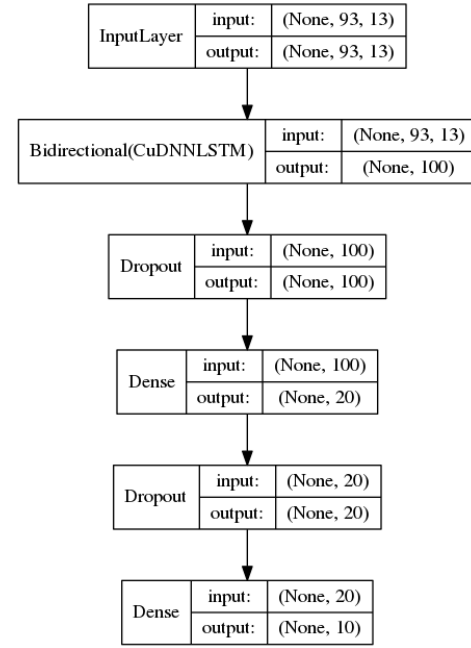 InputLayer
input: (None, 93, 13)
output: (None, 93, 13)
Bidirectional(CuDNNLSTM)
input: (None, 93, 13)
output: (None, 100)
Dropout
input: (None, 100)
output: (None, 100)
Dense
input: (None, 100)
output: (None, 20)
Dropout
input: (None, 20)
output: (None, 20)
Dense
input: (None, 20)
output: (None, 10)